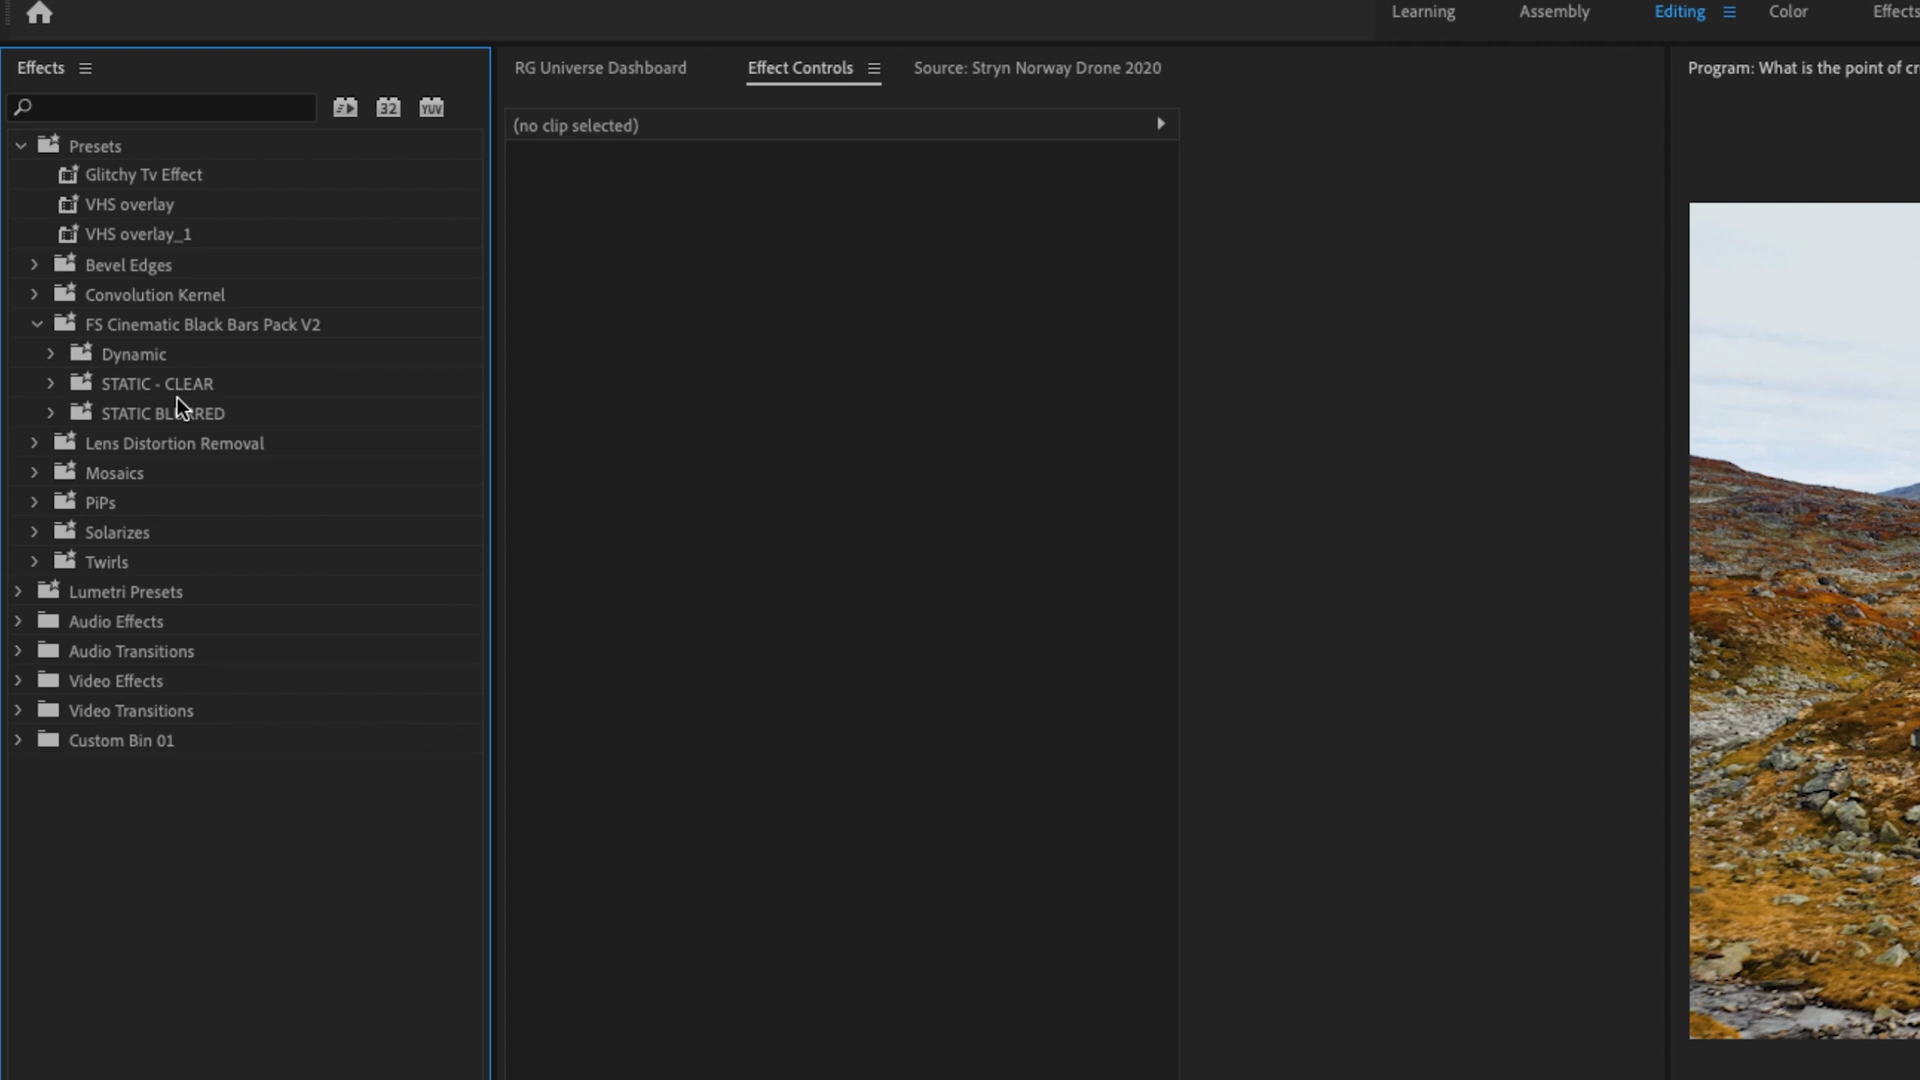 Learning
Assembly
Editing
Color
Effects
Effects
RG Universe Dashboard
Effect Controls
Source: Stryn Norway Drone 2020
Program: What is the point of cr
32
YUV
(no clip selected)
Presets
Glitchy Tv Effect
VHS overlay
VHS overlay_1
Bevel Edges
Convolution Kernel
FS Cinematic Black Bars Pack V2
Dynamic
STATIC - CLEAR
STATIC BLURRED
Lens Distortion Removal
Mosaics
PiPs
Solarizes
Twirls
Lumetri Presets
Audio Effects
Audio Transitions
Video Effects
Video Transitions
Custom Bin 01